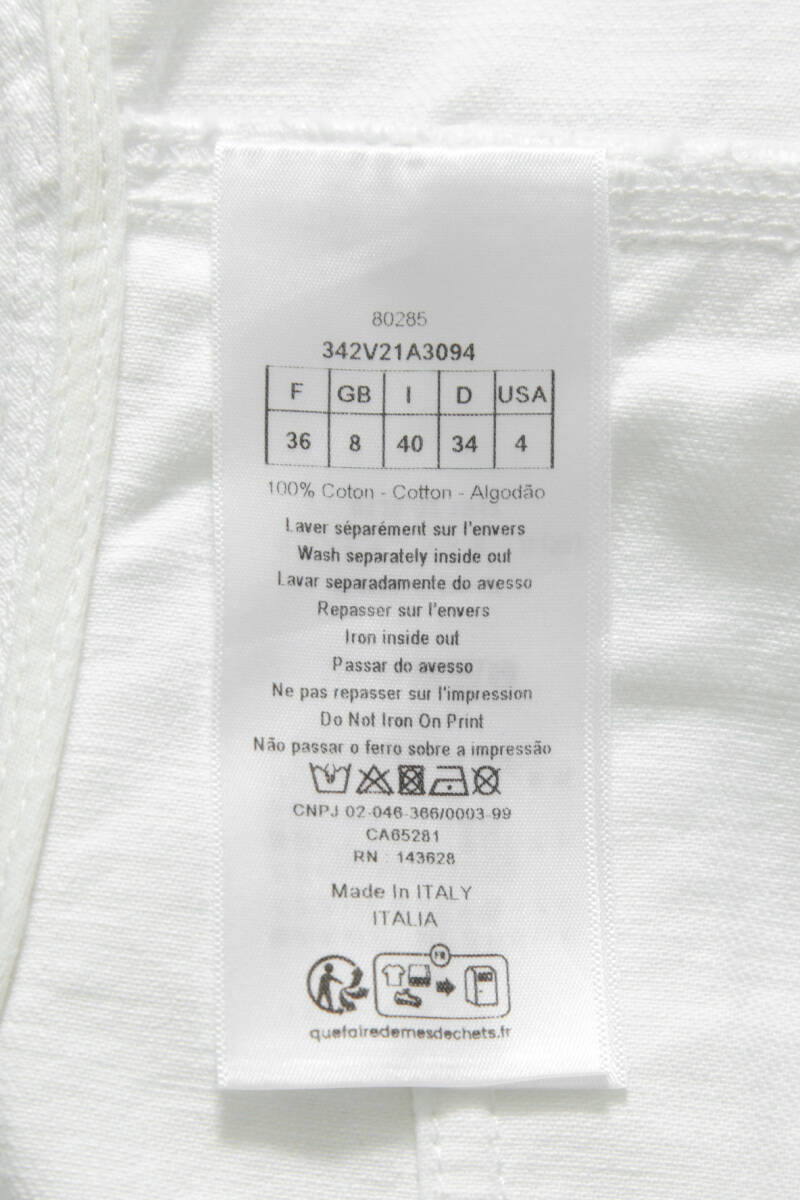 80285
342V21A3094
F GB I D USA
36 8 40 34 4
100% Coton - Cotton - Algodão
Laver séparément sur l'envers
Wash separately inside out
Lavar separadamente do avesso
Repasser sur l'envers
Iron inside out
Passar do avesso
Ne pas repasser sur l'impression
Do Not Iron On Print
Não passar o ferro sobre a impressão
CNPJ 02-046-366/0003-99
CA65281
RN : 143628
Made In ITALY
ITALIA
FR
quefairedemesdechets.fr